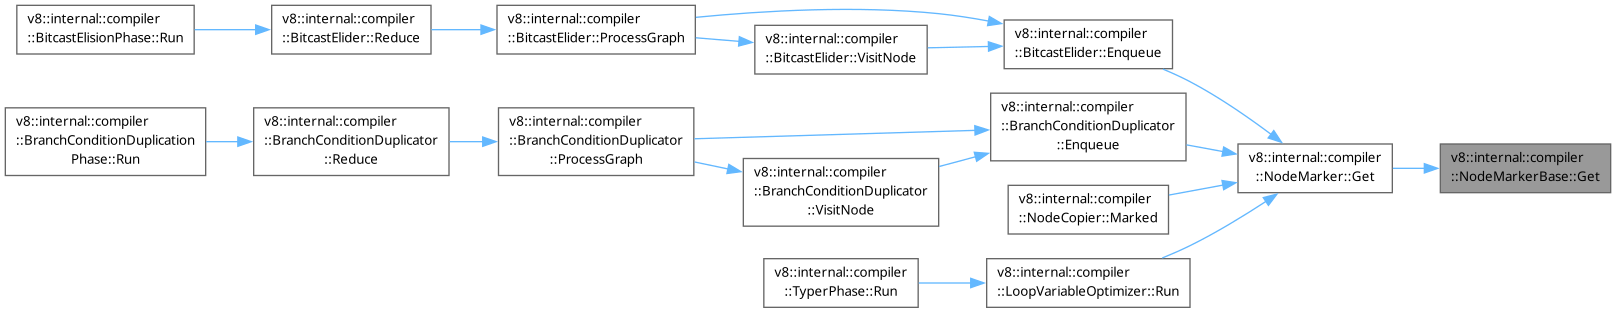 v8::internal::compiler
::BitcastElisionPhase::Run
v8::internal::compiler
::BitcastElider::Reduce
v8::internal::compiler
::BitcastElider::ProcessGraph
v8::internal::compiler
::BitcastElider::VisitNode
v8::internal::compiler
::BitcastElider::Enqueue
v8::internal::compiler
::BranchConditionDuplication
Phase::Run
v8::internal::compiler
::BranchConditionDuplicator
::Reduce
v8::internal::compiler
::BranchConditionDuplicator
::ProcessGraph
v8::internal::compiler
::BranchConditionDuplicator
::VisitNode
v8::internal::compiler
::BranchConditionDuplicator
::Enqueue
v8::internal::compiler
::NodeMarker::Get
v8::internal::compiler
::NodeMarkerBase::Get
v8::internal::compiler
::NodeCopier::Marked
v8::internal::compiler
::TyperPhase::Run
v8::internal::compiler
::LoopVariableOptimizer::Run